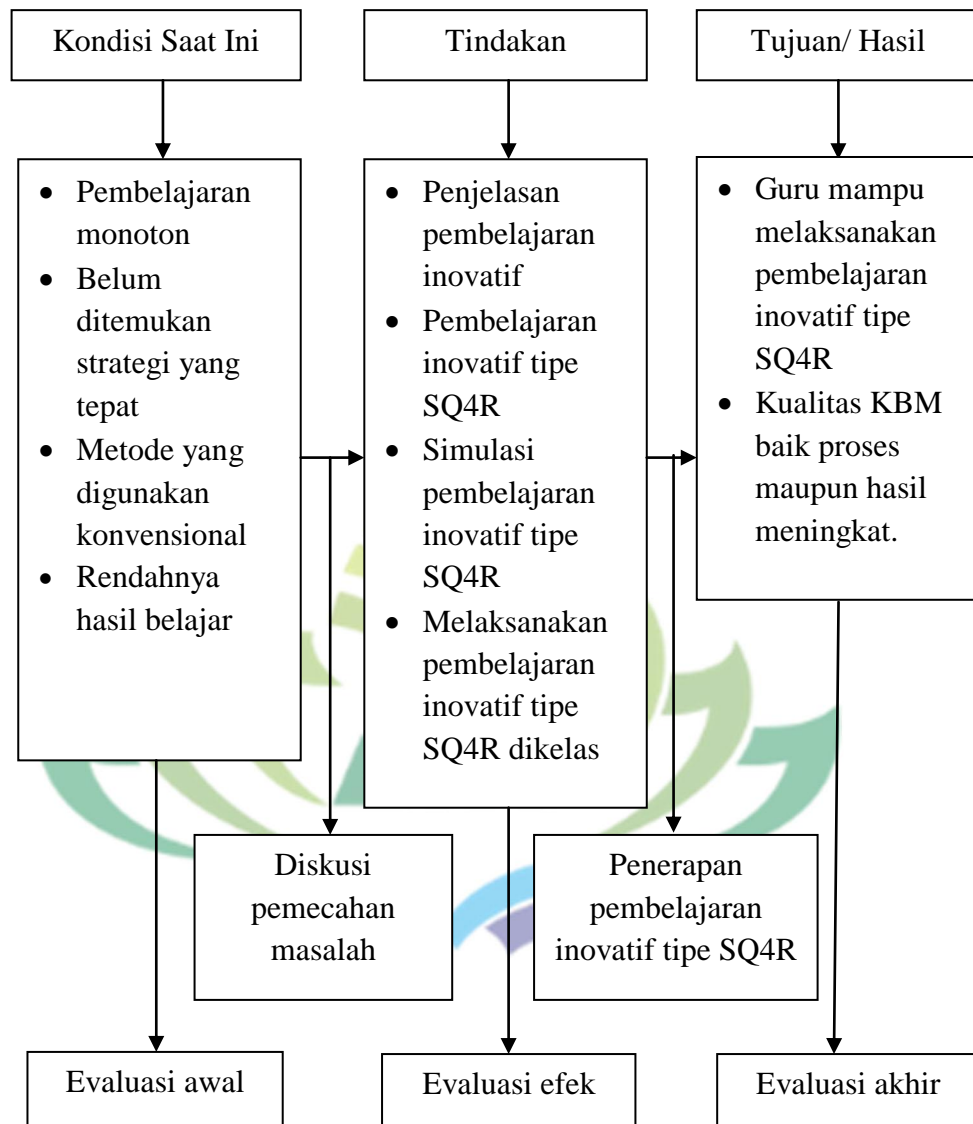 Kondisi Saat Ini
Tindakan
Tujuan/ Hasil
• Pembelajaran
monoton
• Belum
ditemukan
strategi yang
tepat
• Metode yang
digunakan
konvensional
• Rendahnya
hasil belajar
• Penjelasan
pembelajaran
inovatif
• Pembelajaran
inovatif tipe
SQ4R
• Simulasi
pembelajaran
inovatif tipe
SQ4R
• Melaksanakan
pembelajaran
inovatif tipe
SQ4R dikelas
• Guru mampu
melaksanakan
pembelajaran
inovatif tipe
SQ4R
• Kualitas KBM
baik proses
maupun hasil
meningkat.
Diskusi
pemecahan
masalah
Penerapan
pembelajaran
inovatif tipe SQ4R
Evaluasi awal
Evaluasi efek
Evaluasi akhir